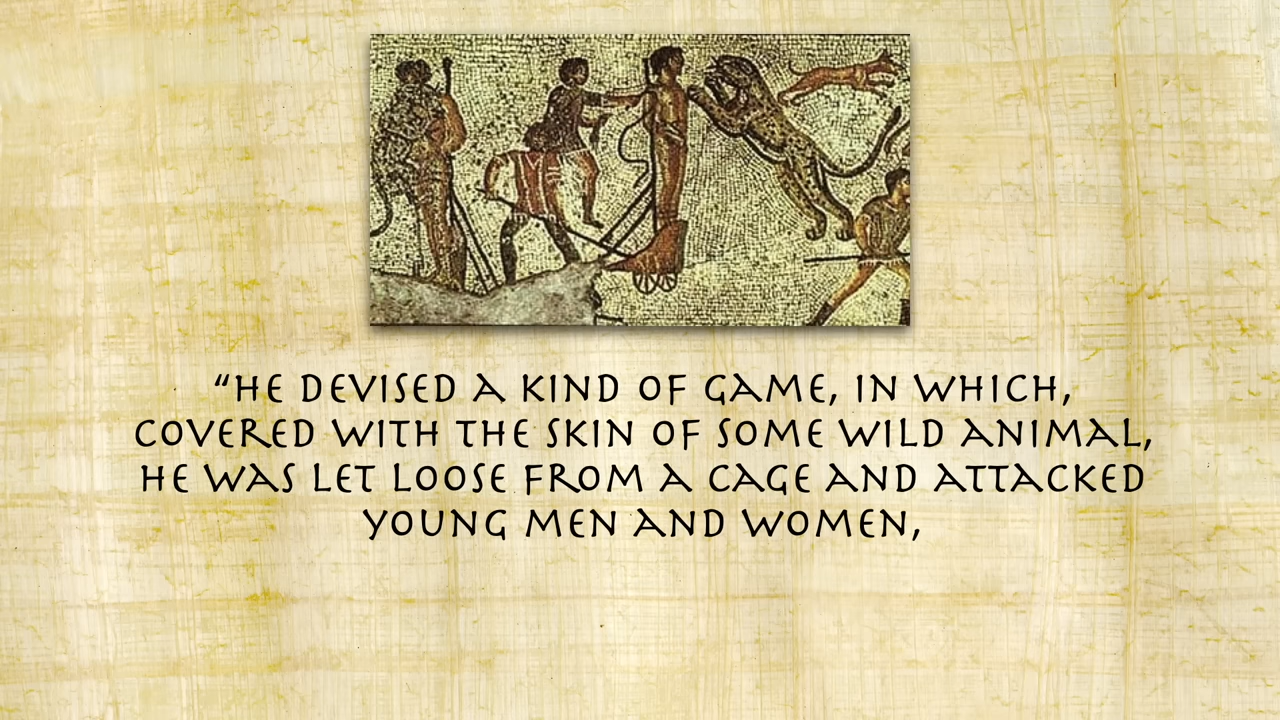 “HE DEVISED A KIND OF GAME, IN WHICH,
COVERED WITH THE SKIN OF SOME WILD ANIMAL,
HE WAS LET LOOSE FROM A CAGE AND ATTACKED
YOUNG MEN AND WOMEN,